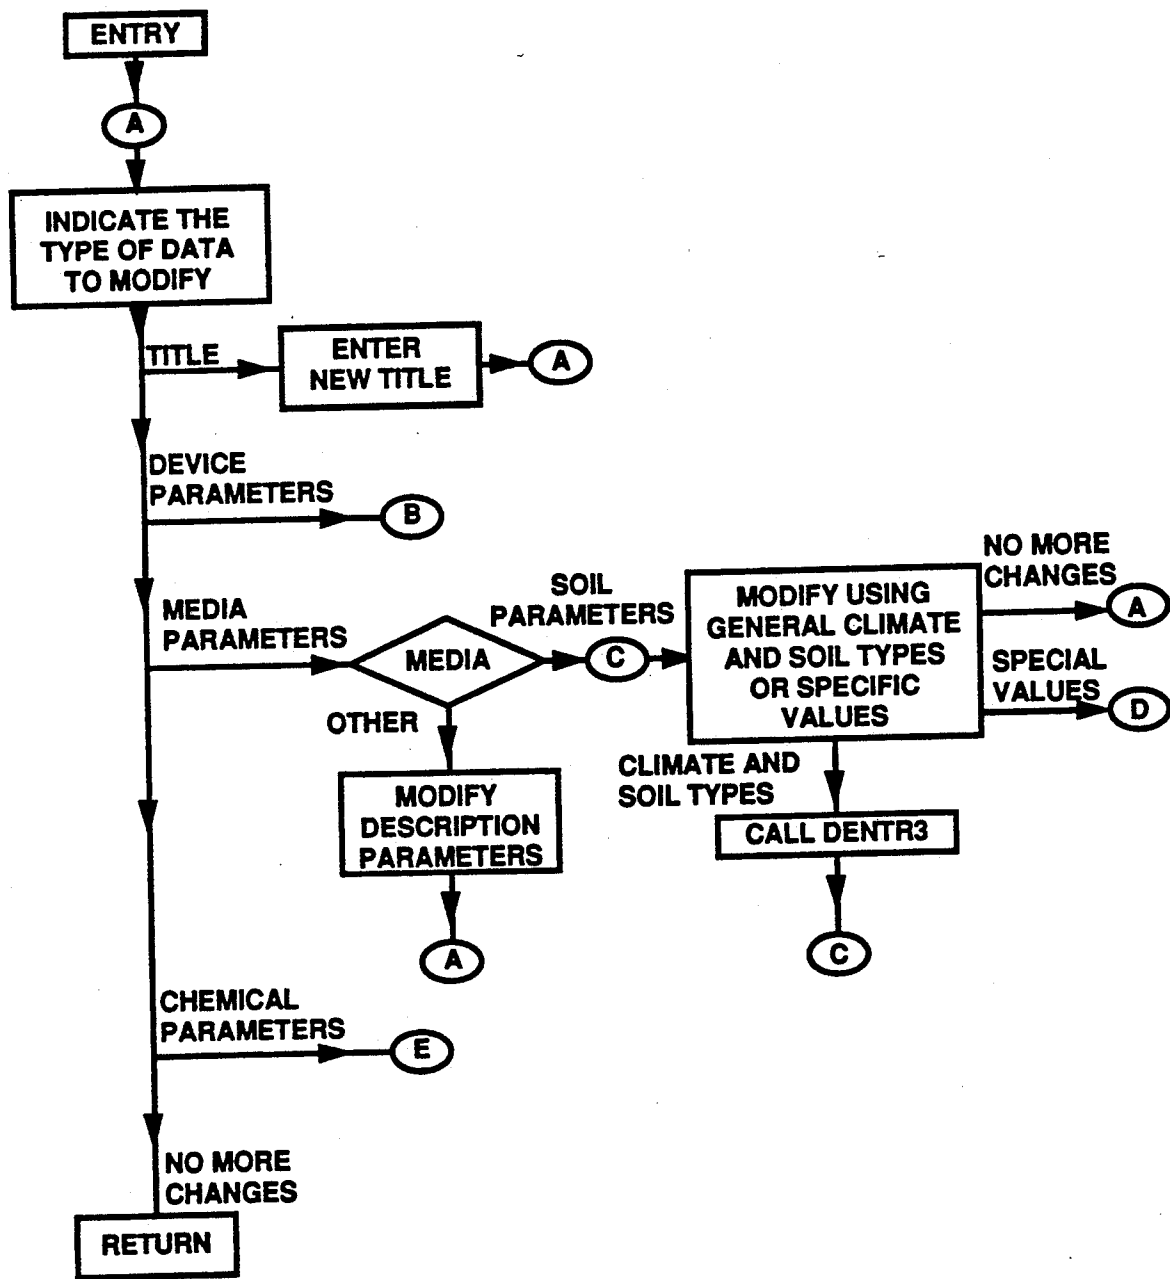 ENTRY
A
INDICATE THE
TYPE OF DATA
TO MODIFY
TITLE
ENTER
NEW TITLE
A
DEVICE
PARAMETERS
B
MEDIA
PARAMETERS
MEDIA
SOIL
PARAMETERS
C
MODIFY USING
GENERAL CLIMATE
AND SOIL TYPES
OR SPECIFIC
VALUES
NO MORE
CHANGES
A
SPECIAL
VALUES
D
OTHER
MODIFY
DESCRIPTION
PARAMETERS
A
CLIMATE AND
SOIL TYPES
CALL DENTR3
C
CHEMICAL
PARAMETERS
E
NO MORE
CHANGES
RETURN